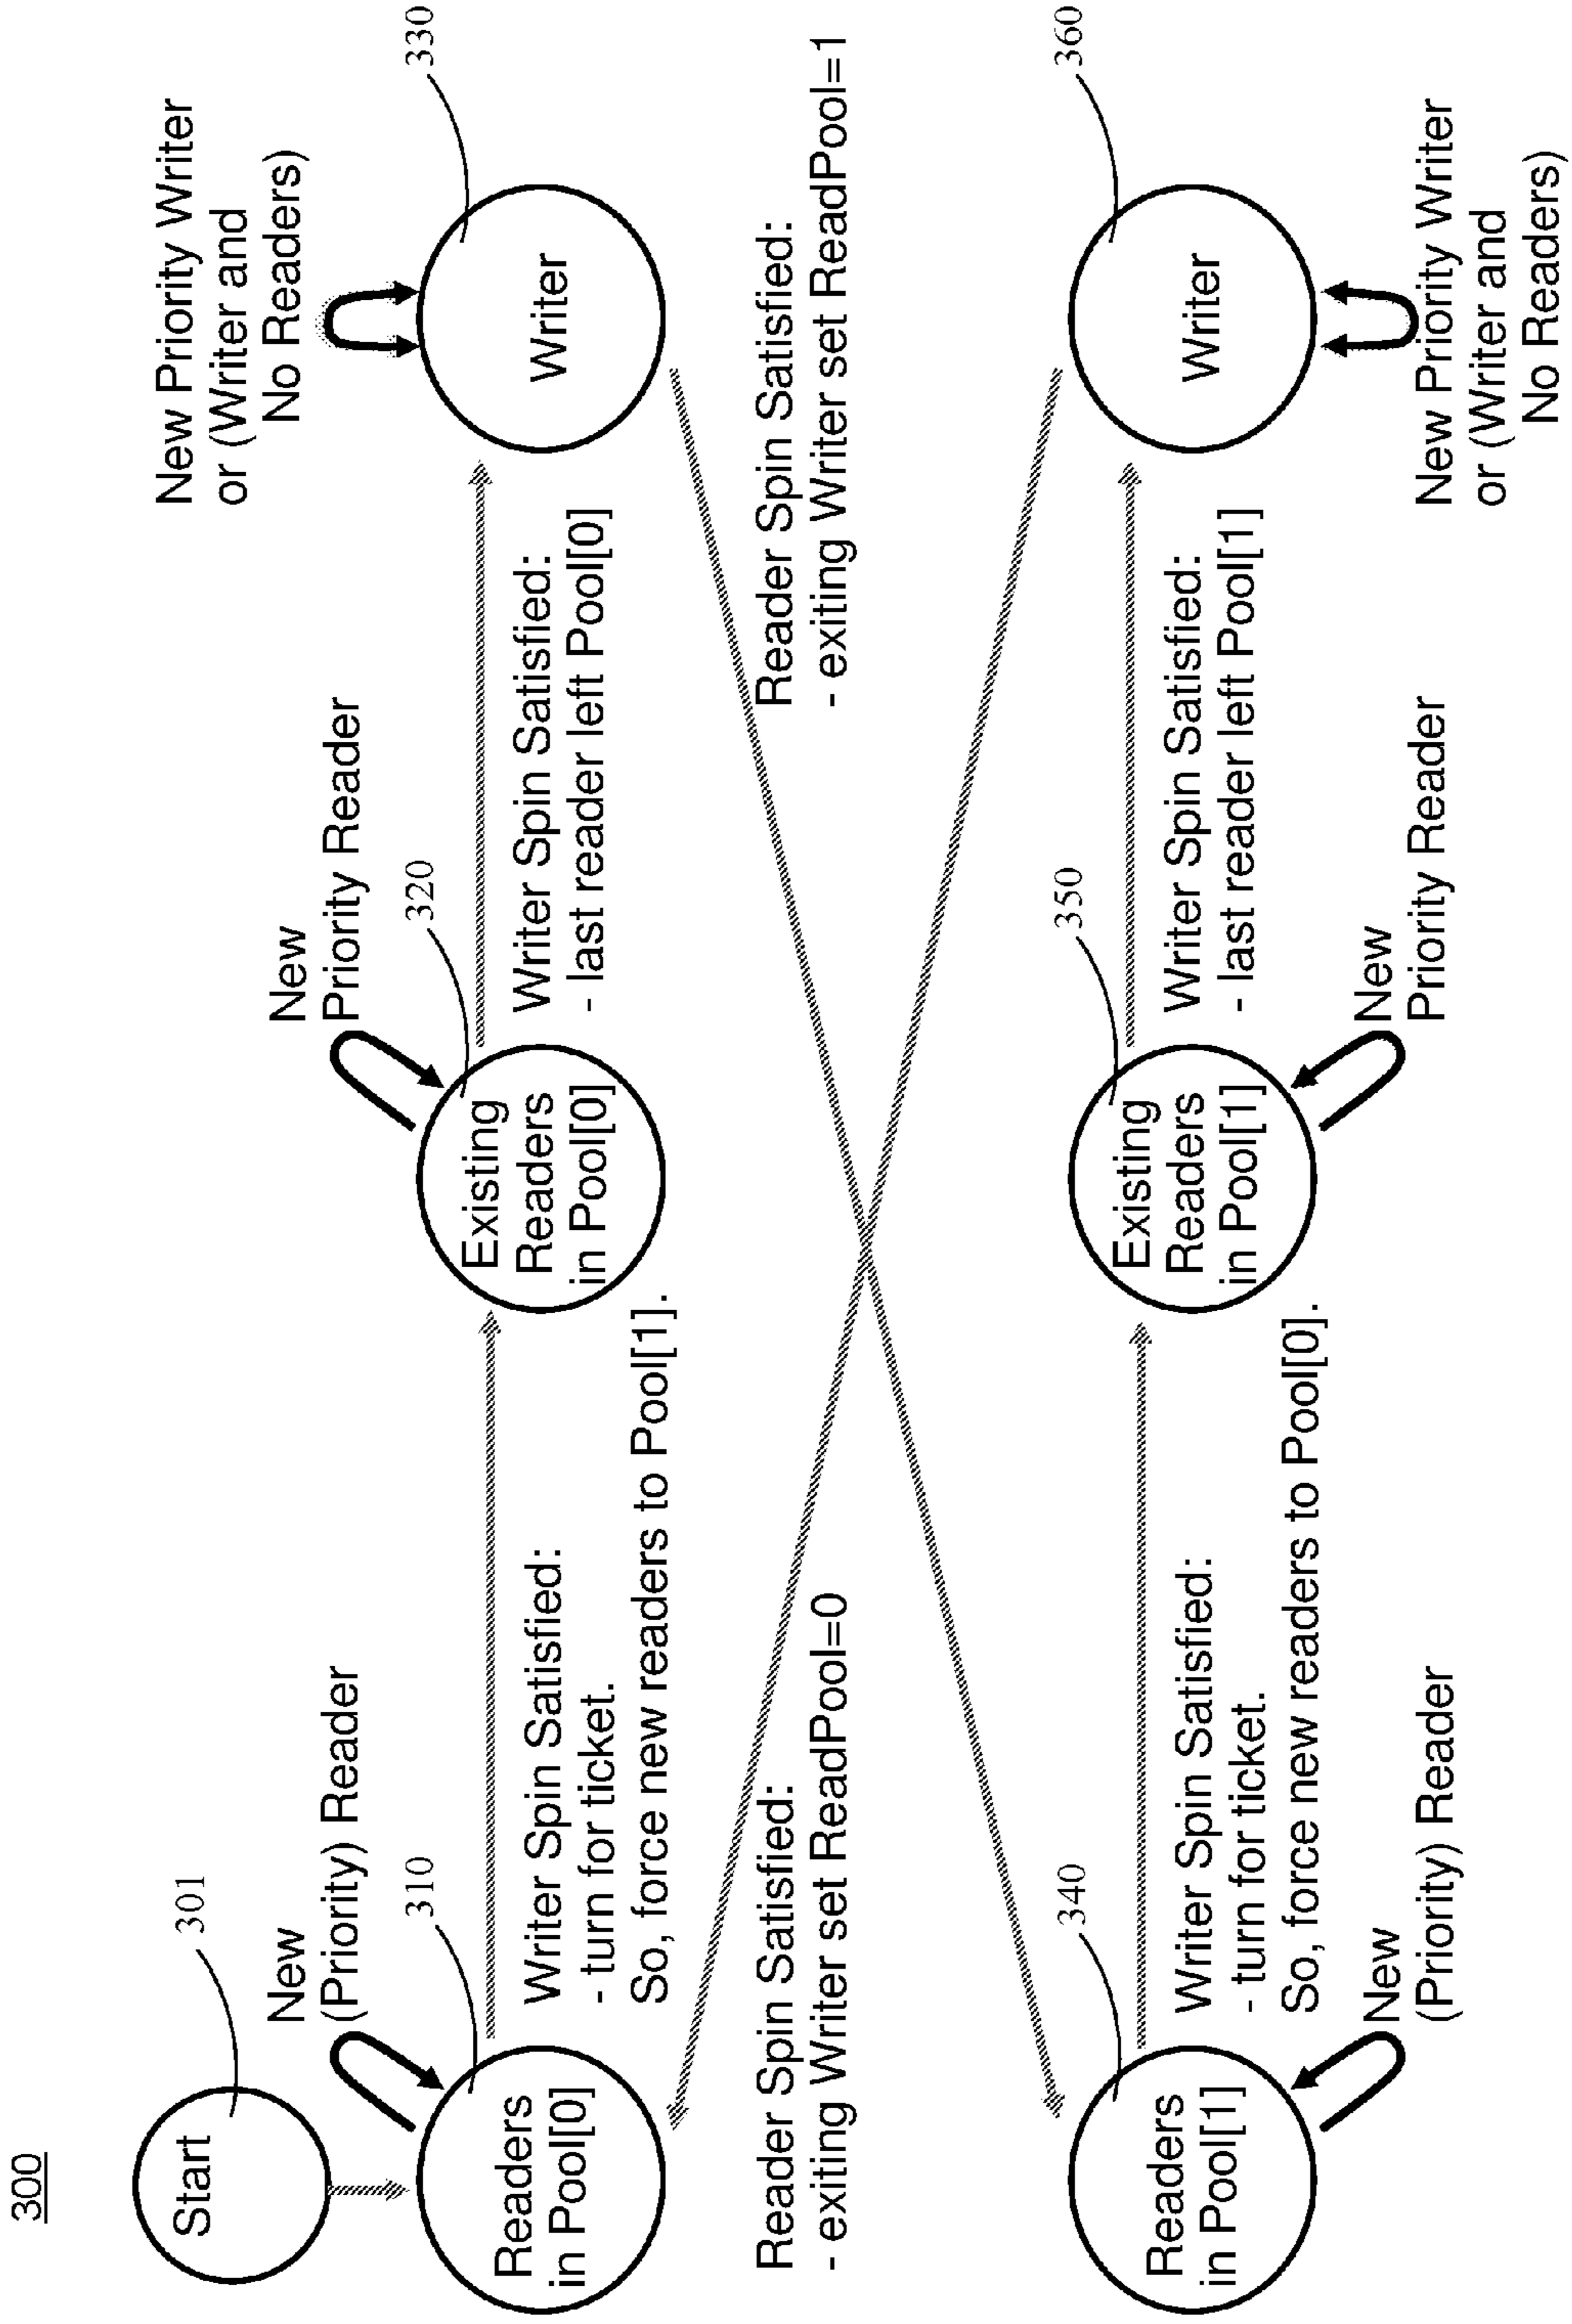 300
Start
301
New
(Priority) Reader
310
Readers
in Pool[0]
Writer Spin Satisfied:
- turn for ticket.
So, force new readers to Pool[1].
New
Priority Reader
320
Existing
Readers
in Pool[0]
Writer Spin Satisfied:
- last reader left Pool[0]
New Priority Writer
or (Writer and
No Readers)
330
Writer
Reader Spin Satisfied:
- exiting Writer set ReadPool=0
Reader Spin Satisfied:
- exiting Writer set ReadPool=1
340
Readers
in Pool[1]
New
(Priority) Reader
Writer Spin Satisfied:
- turn for ticket.
So, force new readers to Pool[0].
350
Existing
Readers
in Pool[1]
New
Priority Reader
Writer Spin Satisfied:
- last reader left Pool[1]
360
Writer
New Priority Writer
or (Writer and
No Readers)